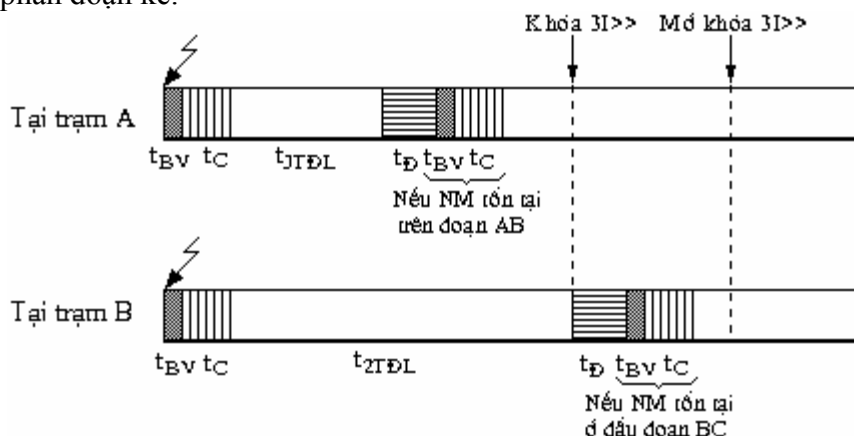 phân đoạn kề.
Khóa 3I>> Mở khóa 3I>>
Tại trạm A
tBV tC t1TĐL tĐ tBV tC
Nếu NM tồn tại
trên đoạn AB
Tại trạm B
tBV tC t2TĐL tĐ tBV tC
Nếu NM tồn tại
ở đầu đoạn BC